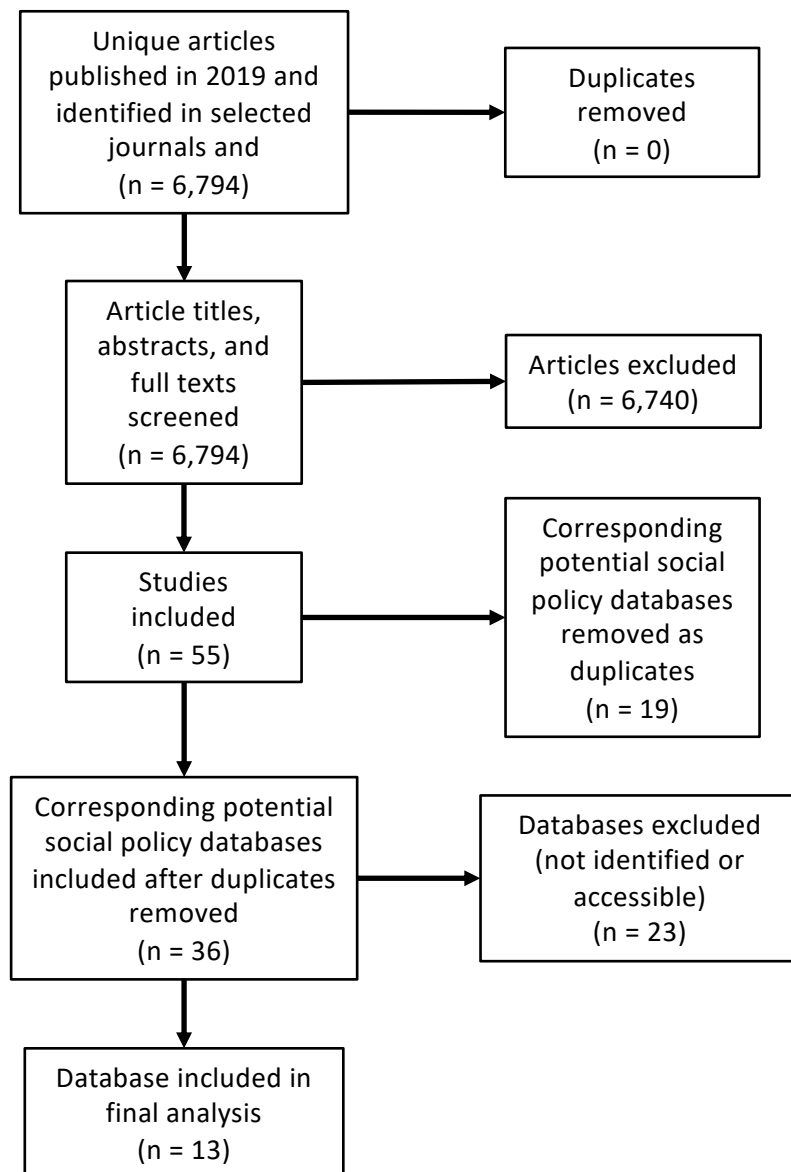 Unique articles
published in 2019 and
identified in selected
journals and
(n = 6,794)
Duplicates
removed
(n = 0)
Article titles,
abstracts, and
full texts
screened
(n = 6,794)
Articles excluded
(n = 6,740)
Studies
included
(n = 55)
Corresponding
potential social
policy databases
removed as
duplicates
(n = 19)
Corresponding potential
social policy databases
included after duplicates
removed
(n = 36)
Databases excluded
(not identified or
accessible)
(n = 23)
Database included in
final analysis
(n = 13)